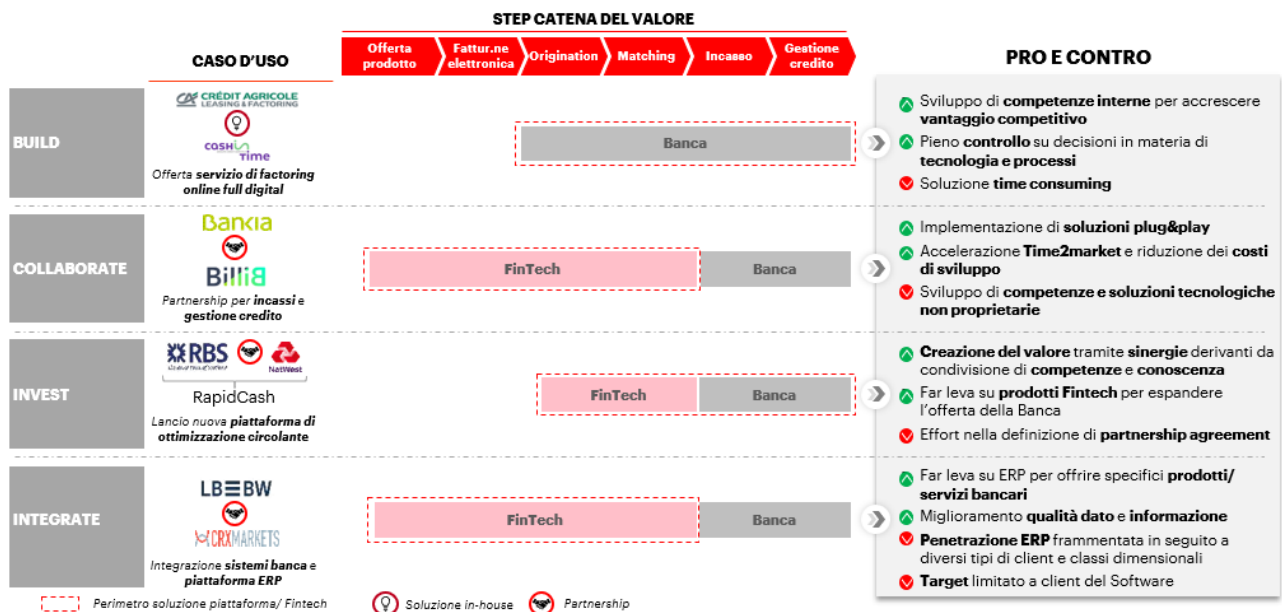 STEP CATENA DEL VALORE
CASO D'USO
Offerta
prodotto
Fattur.ne
elettronica
Origination
Matching
Incasso
Gestione
credito
PRO E CONTRO
BUILD
CRÉDIT AGRICOLE
LEASING & FACTORING
CASH IN
TIME
Offerta servizio di factoring
online full digital
Banca
Sviluppo di competenze interne per accrescere
vantaggio competitivo
Pieno controllo su decisioni in materia di
tecnologia e processi
Soluzione time consuming
COLLABORATE
Bankia
Billib
Partnership per incassi e
gestione credito
FinTech
Banca
Implementazione di soluzioni plug&play
Accelerazione Time2market e riduzione dei costi
di sviluppo
Sviluppo di competenze e soluzioni tecnologiche
non proprietarie
INVEST
RBS
NatWest
RapidCash
Lancio nuova piattaforma di
ottimizzazione circolante
FinTech
Banca
Creazione del valore tramite sinergie derivanti da
condivisione di competenze e conoscenza
Far leva su prodotti Fintech per espandere
l'offerta della Banca
Effort nella definizione di partnership agreement
INTEGRATE
LB≡BW
CRXMARKETS
Integrazione sistemi banca e
piattaforma ERP
FinTech
Banca
Far leva su ERP per offrire specifici prodotti/
servizi bancari
Miglioramento qualità dato e informazione
Penetrazione ERP frammentata in seguito a
diversi tipi di client e classi dimensionali
Target limitato a client del Software
Perimetro soluzione piattaforma/ Fintech
Soluzione in-house
Partnership